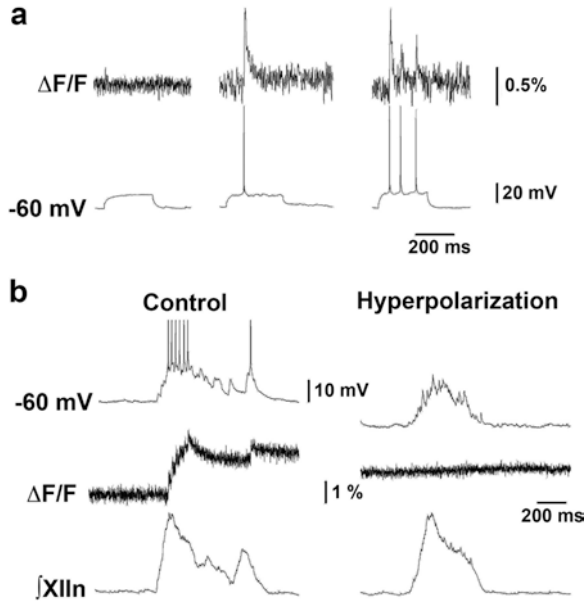 a
ΔF/F
0.5%
-60 mV
20 mV
200 ms
b
Control
Hyperpolarization
-60 mV
10 mV
ΔF/F
1 %
200 ms
∫XIIn